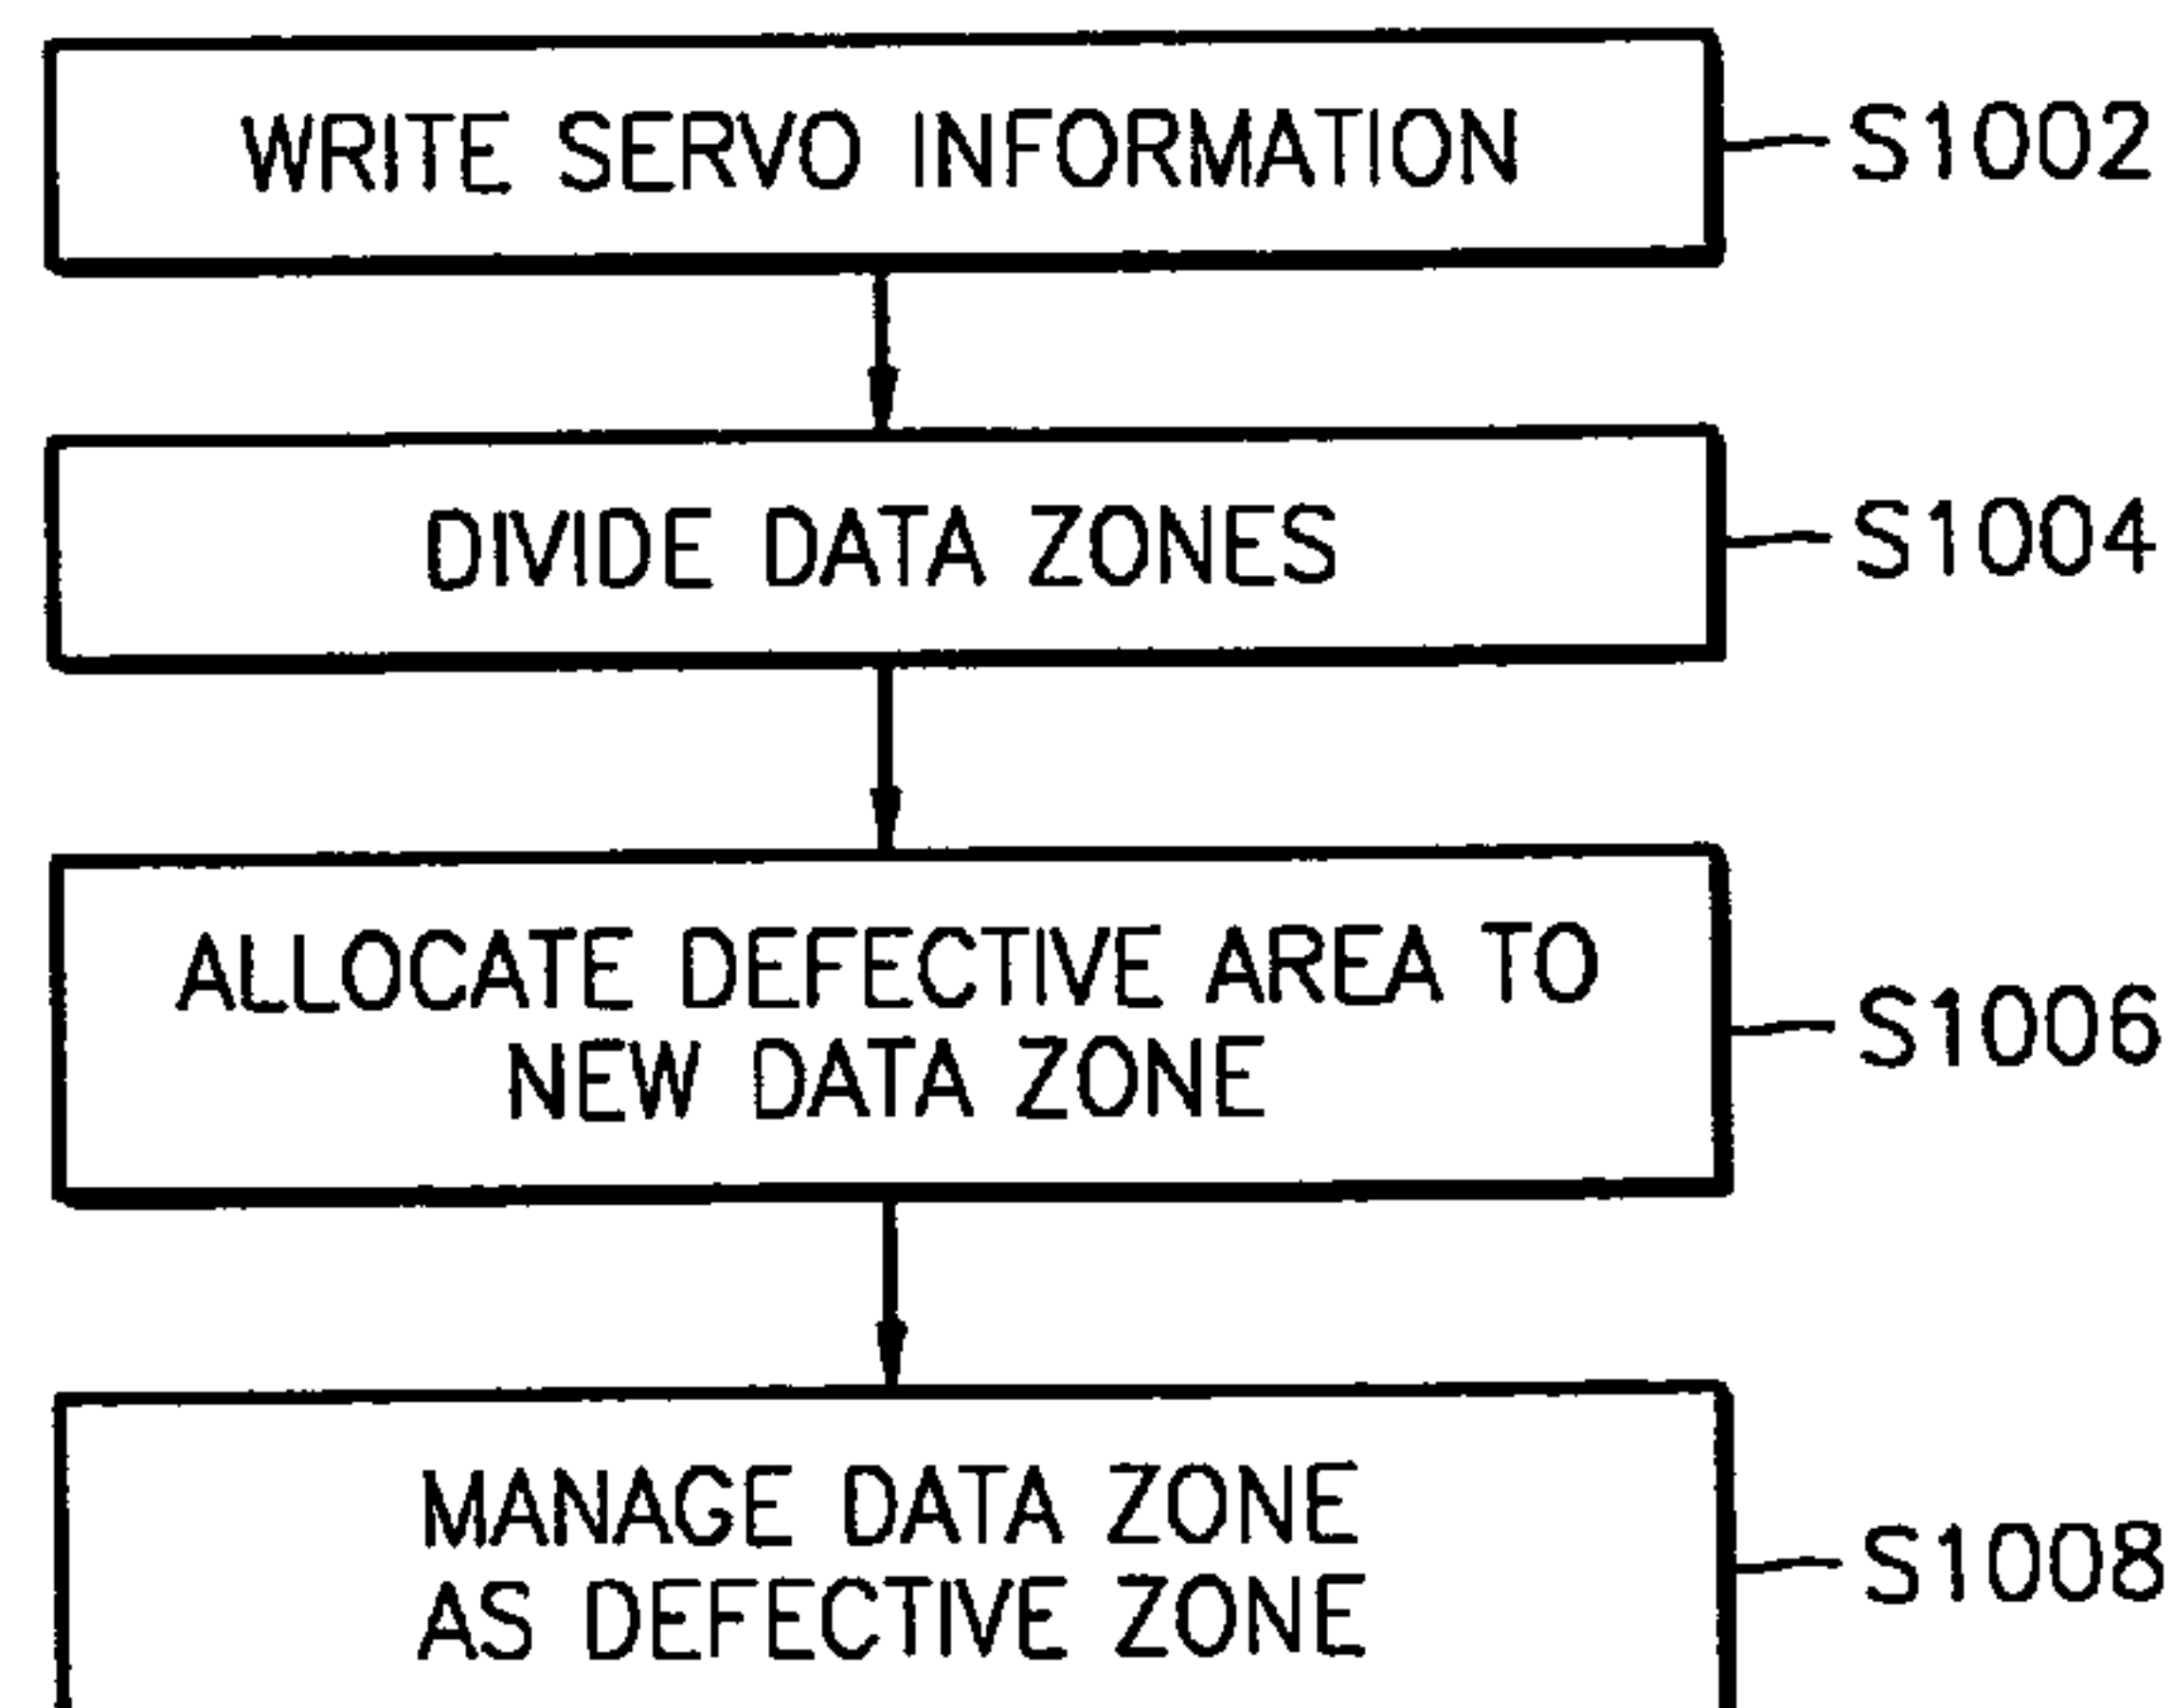 WRITE SERVO INFORMATION
S1002
DIVIDE DATA ZONES
S1004
ALLOCATE DEFECTIVE AREA TO
NEW DATA ZONE
S1006
MANAGE DATA ZONE
AS DEFECTIVE ZONE
S1008